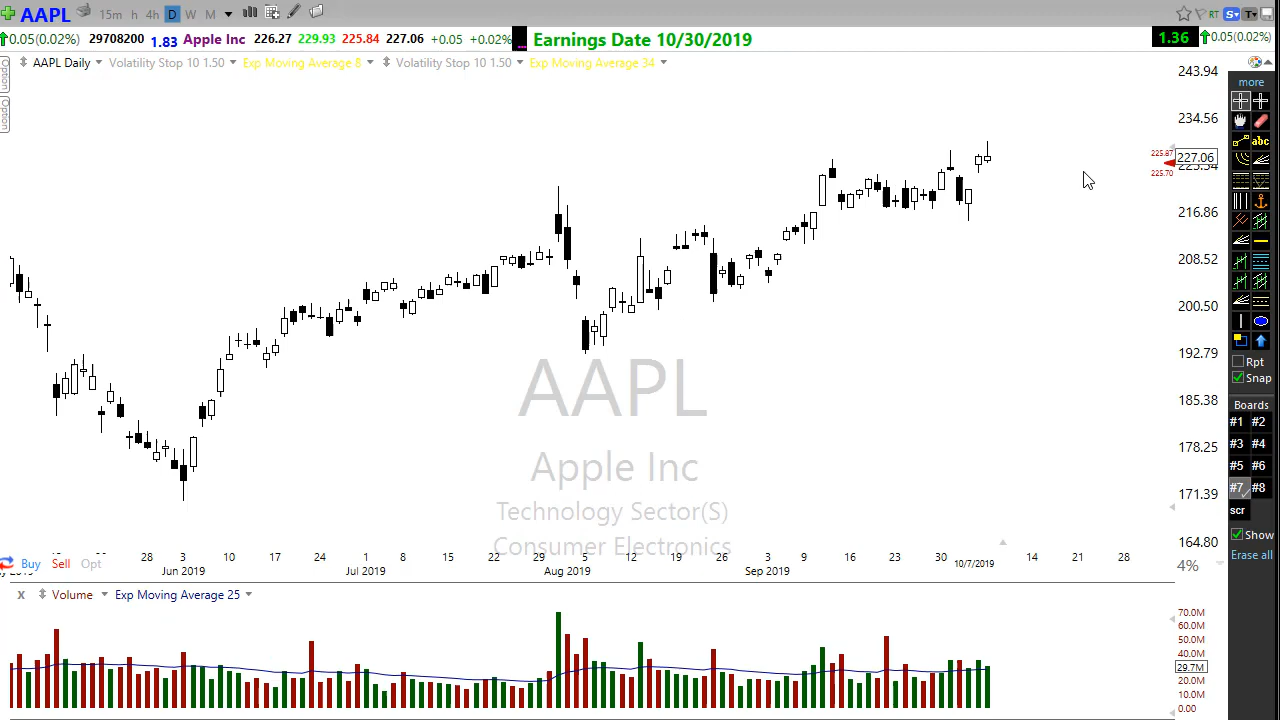 AAPL 15m h 4h D W M RT S T
0.05(0.02%) 29708200 1.83 Apple Inc 226.27 229.93 225.84 227.06 +0.05 +0.02% ... Earnings Date 10/30/2019 1.36 0.05(0.02%)
AAPL Daily Volatility Stop 10 1.50 Exp Moving Average 8 Volatility Stop 10 1.50 Exp Moving Average 34
Option
Option
243.94
234.56
225.87
227.06
225.70
216.86
208.52
200.50
192.79
185.38
178.25
171.39
164.80
4%
more
abc
Rpt
Snap
Boards
#1 #2
#3 #4
#5 #6
#7 #8
scr
Show
Erase all
AAPL
Apple Inc
Technology Sector(S)
Consumer Electronics
28 3 10 17 24 1 8 15 22 29 5 12 19 26 3 9 16 23 30 14 21 28
Buy Sell Opt
Jun 2019 Jul 2019 Aug 2019 Sep 2019 10/7/2019
X Volume Exp Moving Average 25
70.0M
60.0M
50.0M
40.0M
29.7M
20.0M
10.0M
0.00